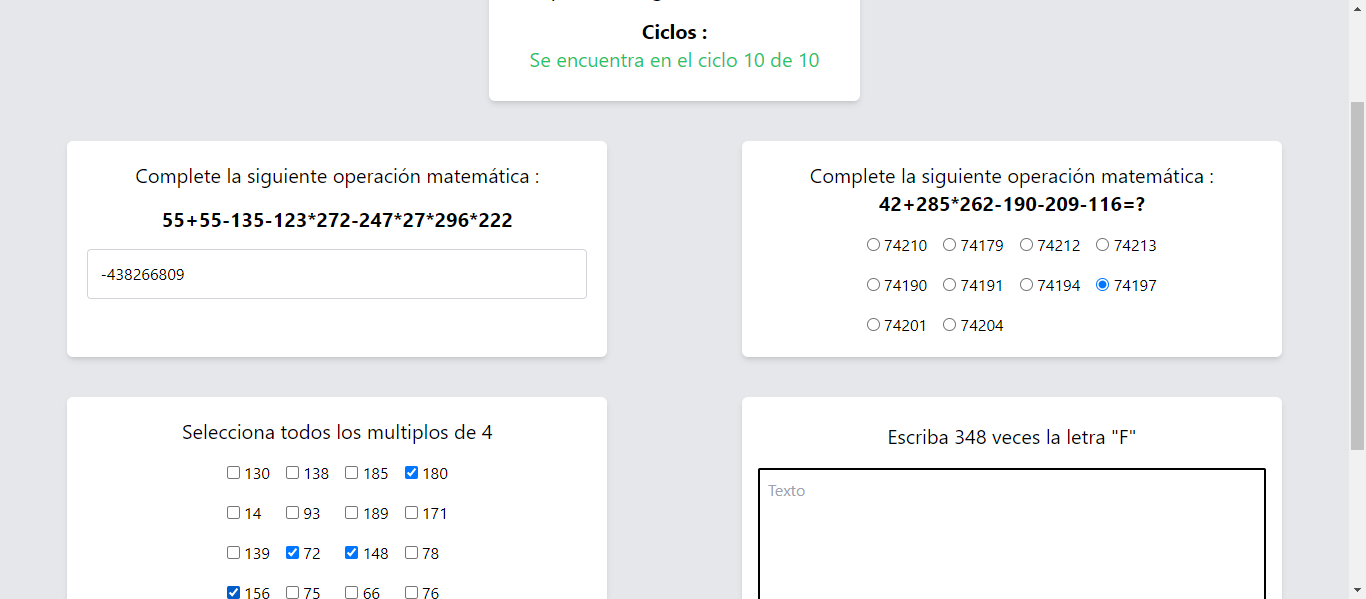 Ciclos :
Se encuentra en el ciclo 10 de 10
Complete la siguiente operación matemática :
55+55-135-123*272-247*27*296*222
-438266809
Complete la siguiente operación matemática :
42+285*262-190-209-116=?
74210 74179 74212 74213
74190 74191 74194 74197
74201 74204
Selecciona todos los multiplos de 4
130 138 185 180
14 93 189 171
139 72 148 78
156 75 66 76
Escriba 348 veces la letra "F"
Texto